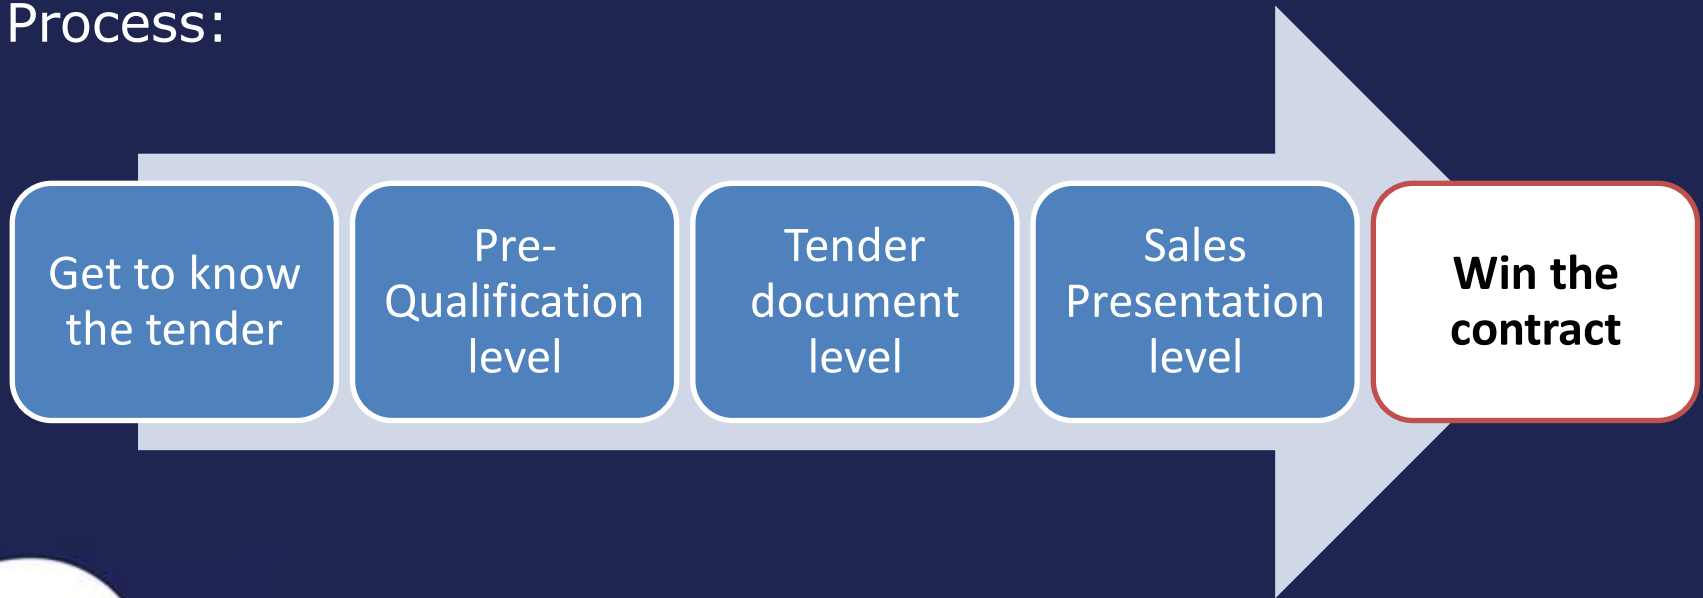 Process:
Get to know
the tender
Pre-
Qualification
level
Tender
document
level
Sales
Presentation
level
Win the
contract